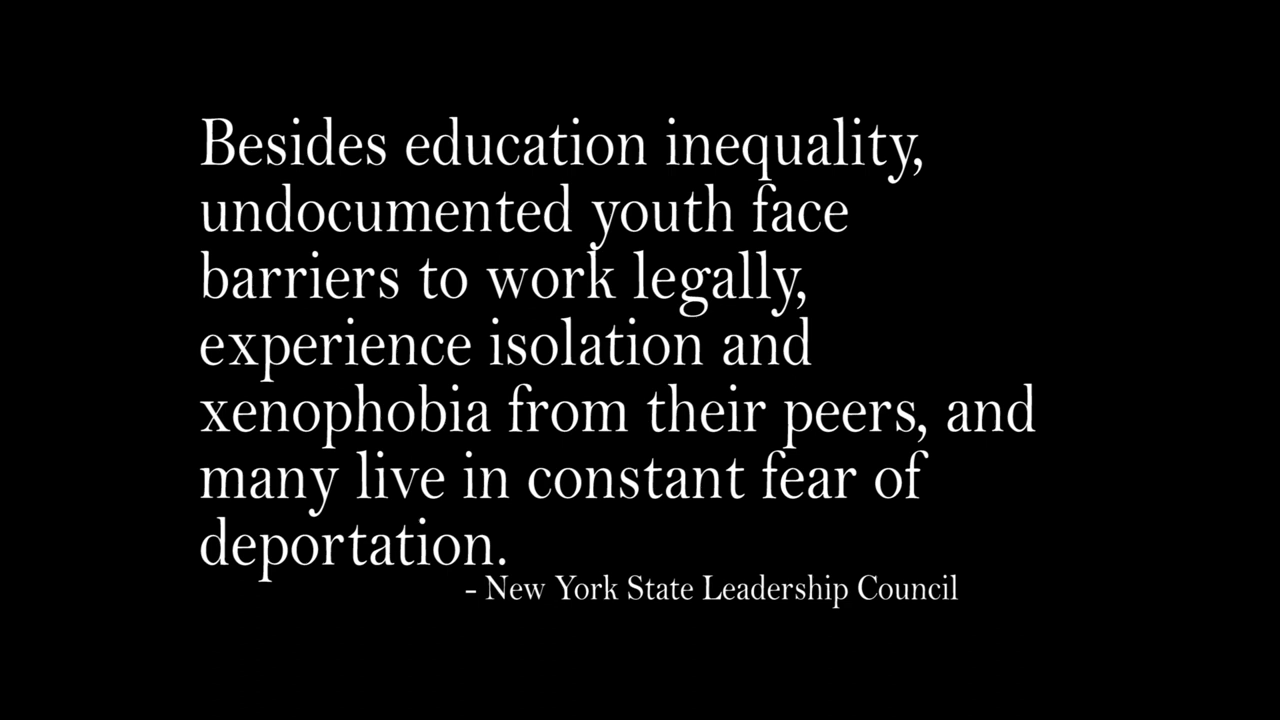 Besides education inequality,
undocumented youth face
barriers to work legally,
experience isolation and
xenophobia from their peers, and
many live in constant fear of
deportation.
- New York State Leadership Council